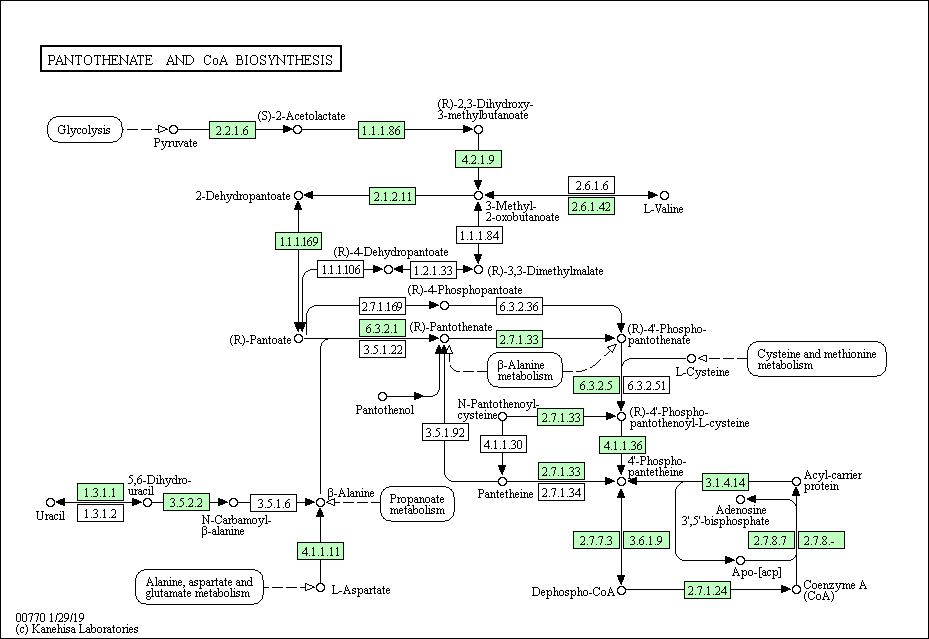 PANTOTHENATE AND CoA BIOSYNTHESIS
(R)-2,3-Dihydroxy-
3-methylbutanoate
(S)-2-Acetolactate
Glycolysis
2.2.1.6
1.1.1.86
Pyruvate
4.2.1.9
2-Dehydropantoate
2.1.2.11
2.6.1.6
2.6.1.42
L-Valine
3-Methyl-
2-oxobutanoate
1.1.1.169
1.1.1.84
(R)-4-Dehydropantoate
1.1.1.106
1.2.1.33
(R)-3,3-Dimethylmalate
(R)-4-Phosphopantoate
2.7.1.169
6.3.2.36
(R)-Pantoate
6.3.2.1
3.5.1.22
(R)-Pantothenate
2.7.1.33
(R)-4'-Phospho-
pantothenate
β-Alanine
metabolism
L-Cysteine
Cysteine and methionine
metabolism
6.3.2.5
6.3.2.51
Pantothenol
N-Pantothenoyl-
cysteine
2.7.1.33
(R)-4'-Phospho-
pantothenoyl-L-cysteine
3.5.1.92
4.1.1.30
4.1.1.36
4'-Phospho-
pantetheine
2.7.1.33
2.7.1.34
Pantetheine
3.1.4.14
Acyl-carrier
protein
Adenosine
3',5'-bisphosphate
5,6-Dihydro-
uracil
1.3.1.1
1.3.1.2
Uracil
3.5.2.2
N-Carbamoyl-
β-alanine
3.5.1.6
β-Alanine
Propanoate
metabolism
2.7.7.3
3.6.1.9
2.7.8.7
2.7.8.-
Apo-[acp]
4.1.1.11
Alanine, aspartate and
glutamate metabolism
L-Aspartate
Dephospho-CoA
2.7.1.24
Coenzyme A
(CoA)
00770 1/29/19
(c) Kanehisa Laboratories